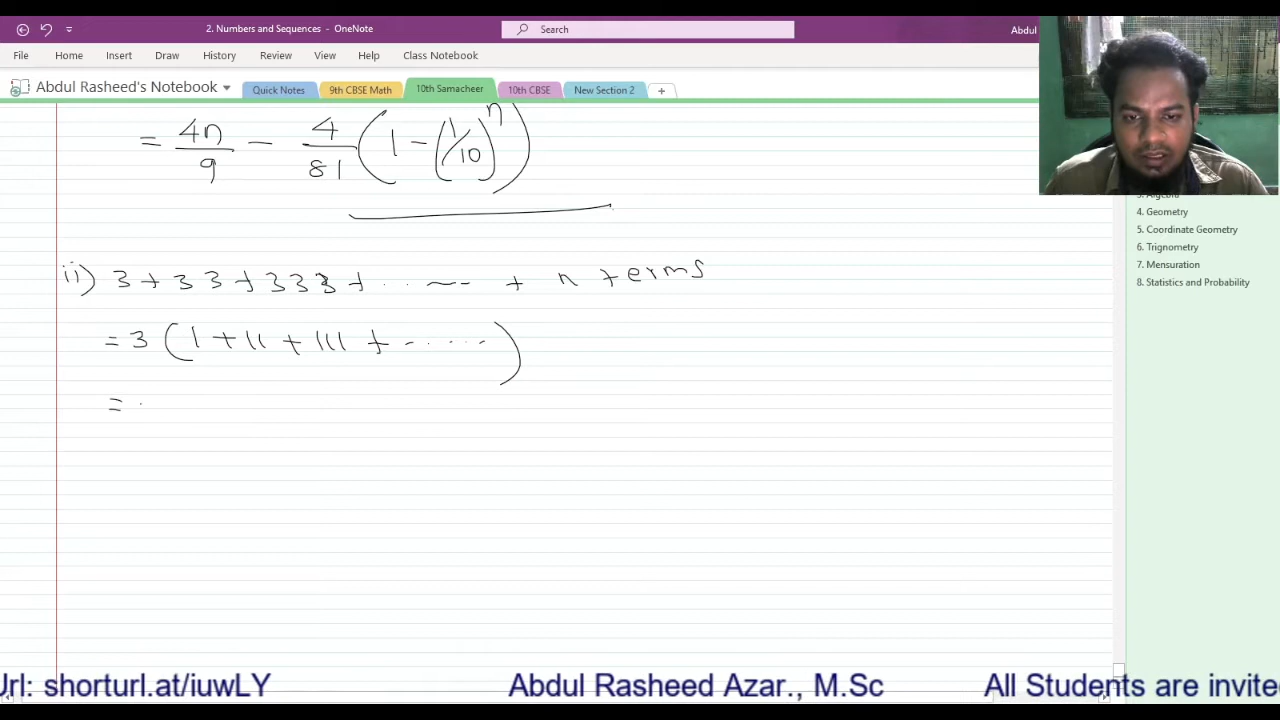 2. Numbers and Sequences - OneNote
Search
Abdul
File Home Insert Draw History Review View Help Class Notebook
Abdul Rasheed's Notebook
Quick Notes 9th CBSE Math 10th Samacheer 10th CBSE New Section 2 +
= 4n/9 - 4/81 (1 - (1/10)^n)
ii) 3 + 33 + 333 + ..... + n terms
= 3 (1 + 11 + 111 + ......)
=
4. Geometry
5. Coordinate Geometry
6. Trignometry
7. Mensuration
8. Statistics and Probability
Url: shorturl.at/iuwLY Abdul Rasheed Azar., M.Sc All Students are invite